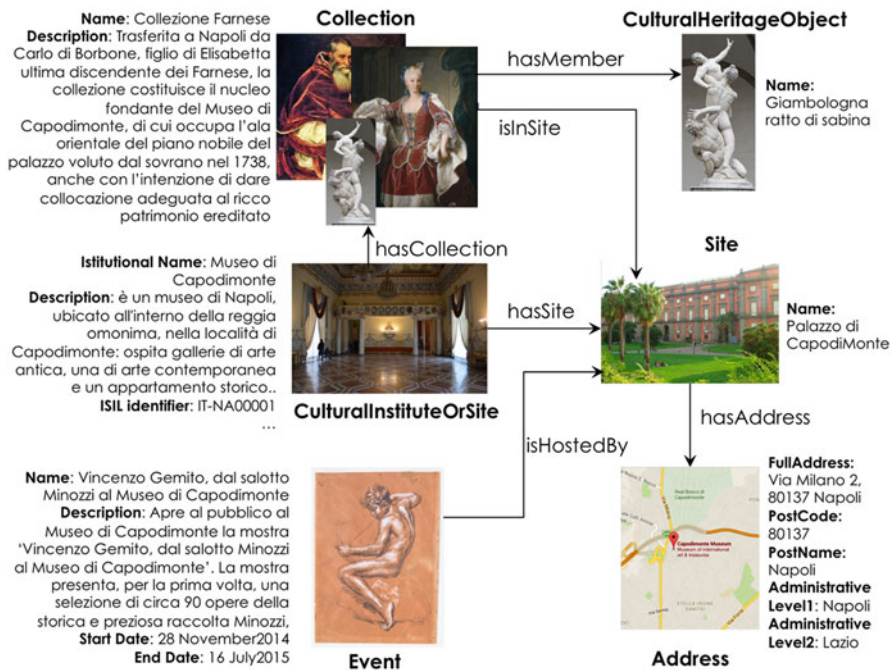 Collection
Name: Collezione Farnese
Description: Trasferita a Napoli da
Carlo di Borbone, figlio di Elisabetta
ultima discendente dei Farnese, la
collezione costituisce il nucleo
fondante del Museo di
Capodimonte, di cui occupa l'ala
orientale del piano nobile del
palazzo voluto dal sovrano nel 1738,
anche con l'intenzione di dare
collocazione adeguata al ricco
patrimonio ereditato
hasMember
isInSite
CulturalHeritageObject
Name:
Giambologna
ratto di sabina
hasCollection
Istitutional Name: Museo di
Capodimonte
Description: è un museo di Napoli,
ubicato all'interno della reggia
omonima, nella località di
Capodimonte: ospita gallerie di arte
antica, una di arte contemporanea
e un appartamento storico..
ISIL identifier: IT-NA00001
...
CulturalInstituteOrSite
hasSite
Site
Name:
Palazzo di
CapodiMonte
isHostedBy
hasAddress
Name: Vincenzo Gemito, dal salotto
Minozzi al Museo di Capodimonte
Description: Apre al pubblico al
Museo di Capodimonte la mostra
'Vincenzo Gemito, dal salotto Minozzi
al Museo di Capodimonte'. La mostra
presenta, per la prima volta, una
selezione di circa 90 opere della
storica e preziosa raccolta Minozzi,
Start Date: 28 November2014
End Date: 16 July2015
Event
Capodimonte Museum
Museum of international
art & treasures
FullAddress:
Via Milano 2,
80137 Napoli
PostCode:
80137
PostName:
Napoli
Administrative
Level1: Napoli
Administrative
Level2: Lazio
Address